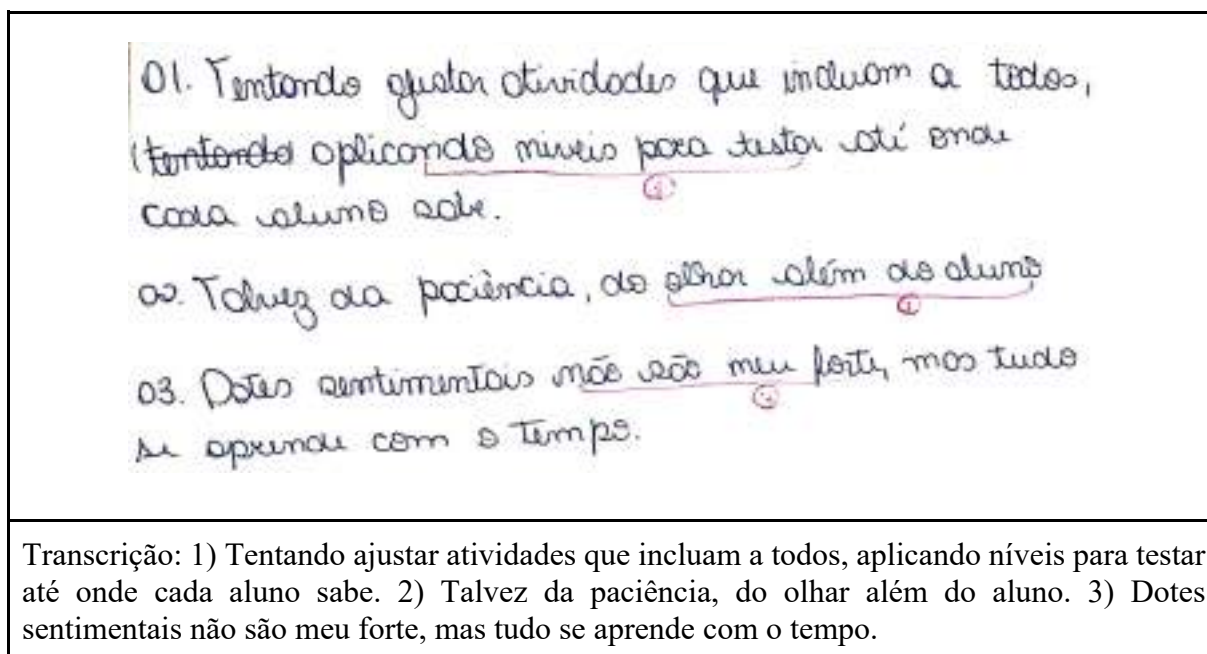 01. Tentando ajustar atividades que incluam a todos,
tentando aplicando níveis para testar até onde
cada aluno sabe.
02. Talvez da paciência, do olhar além do aluno
03. Dotes sentimentais não são meu forte, mas tudo
se aprende com o tempo.
Transcrição: 1) Tentando ajustar atividades que incluam a todos, aplicando níveis para testar
até onde cada aluno sabe. 2) Talvez da paciência, do olhar além do aluno. 3) Dotes
sentimentais não são meu forte, mas tudo se aprende com o tempo.